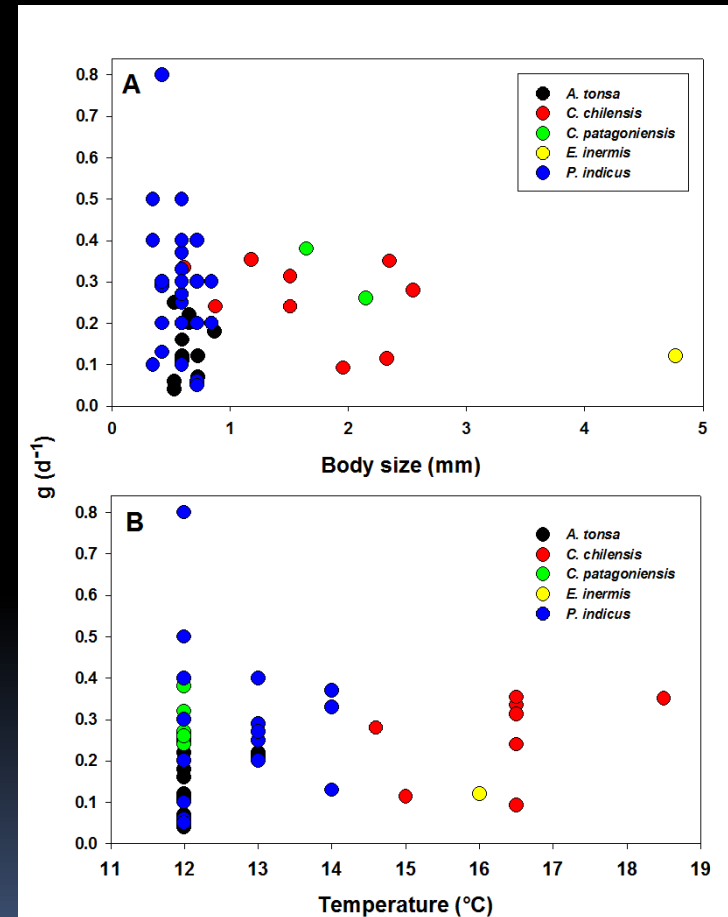 A
0.8
0.7
0.6
0.5
0.4
0.3
0.2
0.1
0.0
A. tonsa
C. chilensis
C. patagoniensis
E. inermis
P. indicus
0 1 2 3 4 5
Body size (mm)
g (d⁻¹)
B
0.8
0.7
0.6
0.5
0.4
0.3
0.2
0.1
0.0
A. tonsa
C. chilensis
C. patagoniensis
E. inermis
P. indicus
11 12 13 14 15 16 17 18 19
Temperature (°C)